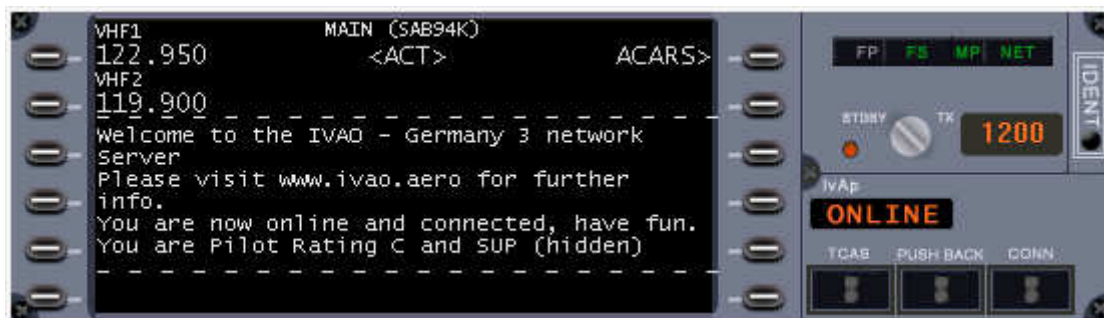 VHF1 MAIN (SAB94K)
122.950 <ACT> ACARS>
VHF2
119.900
Welcome to the IVAO - Germany 3 network
Server
Please visit www.ivao.aero for further
info.
You are now online and connected, have fun.
You are Pilot Rating C and SUP (hidden)
FP FS MP NET
STDBY TX 1200
IDENT
IvAp
ONLINE
TCAS PUSH BACK CONN